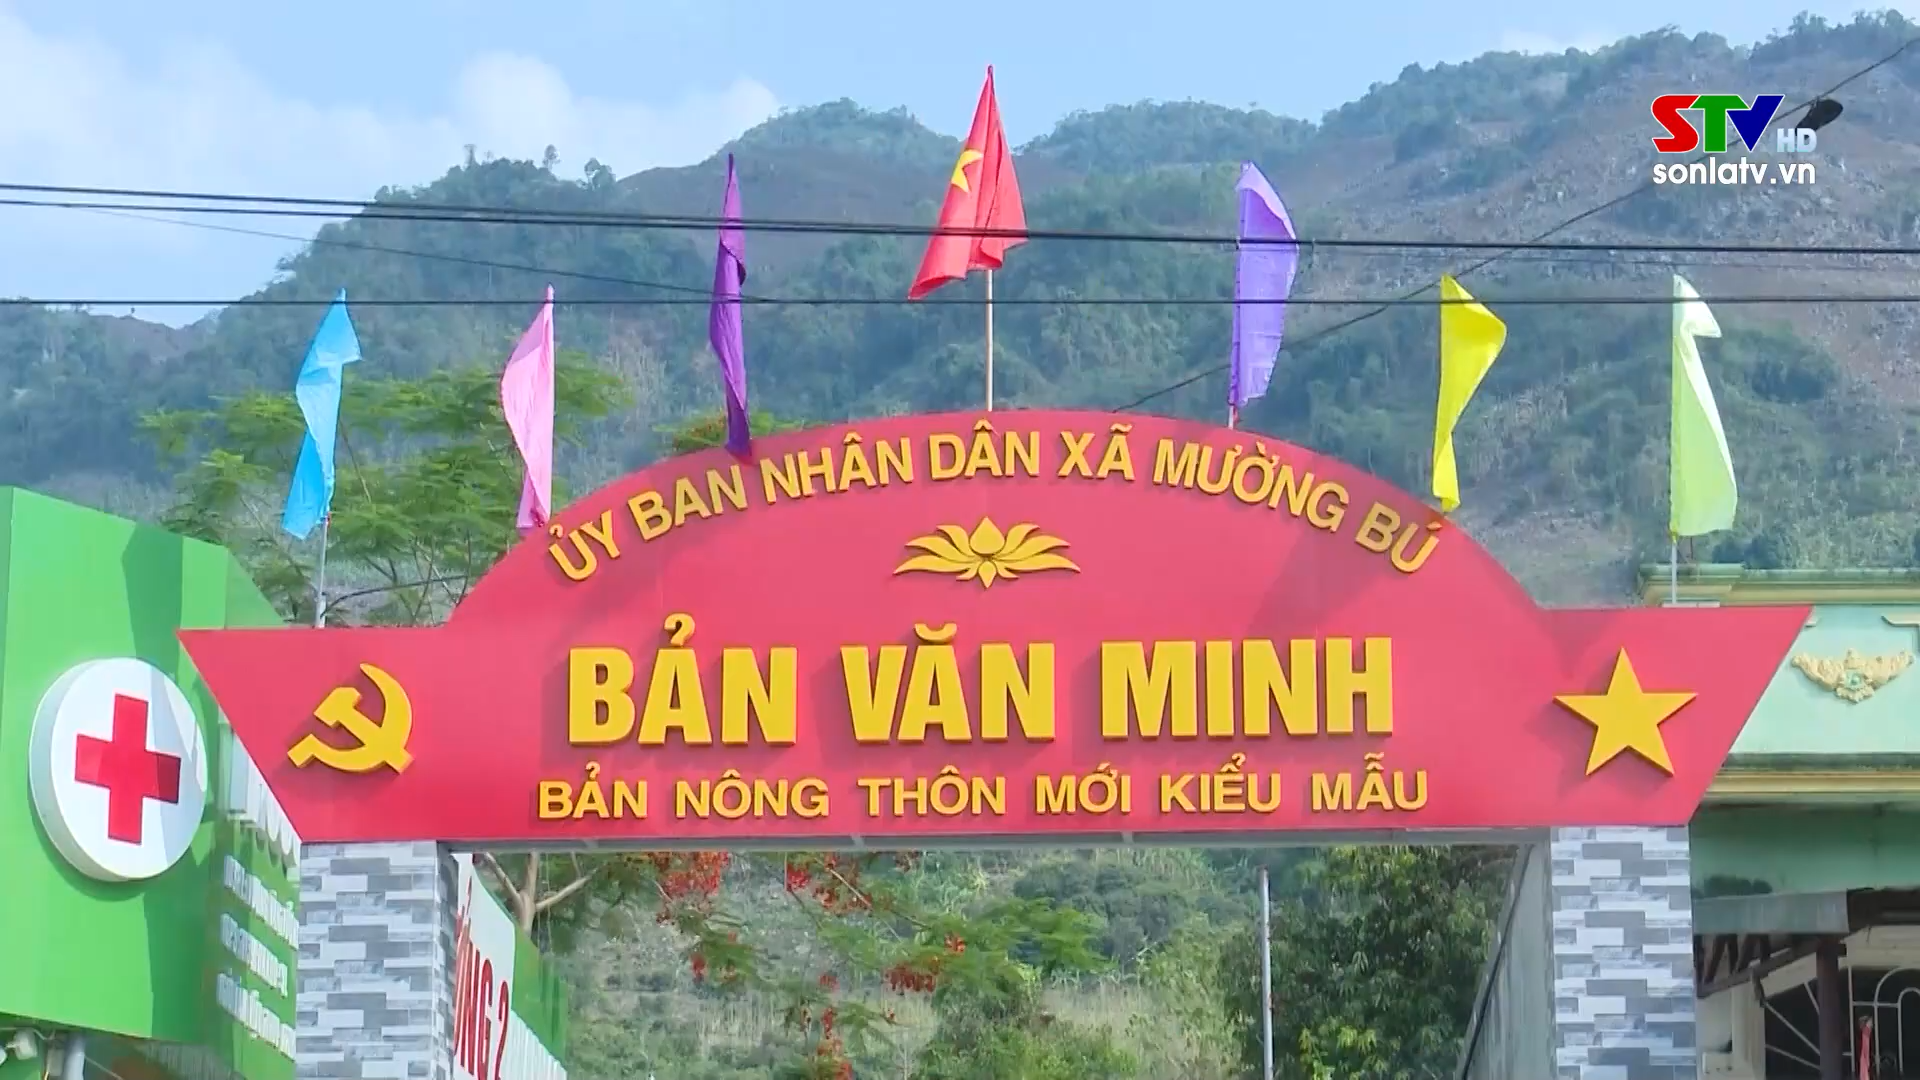 STV HD
sonlatv.vn
ỦY BAN NHÂN DÂN XÃ MƯỜNG BÚ
BẢN VĂN MINH
BẢN NÔNG THÔN MỚI KIỂU MẪU
2